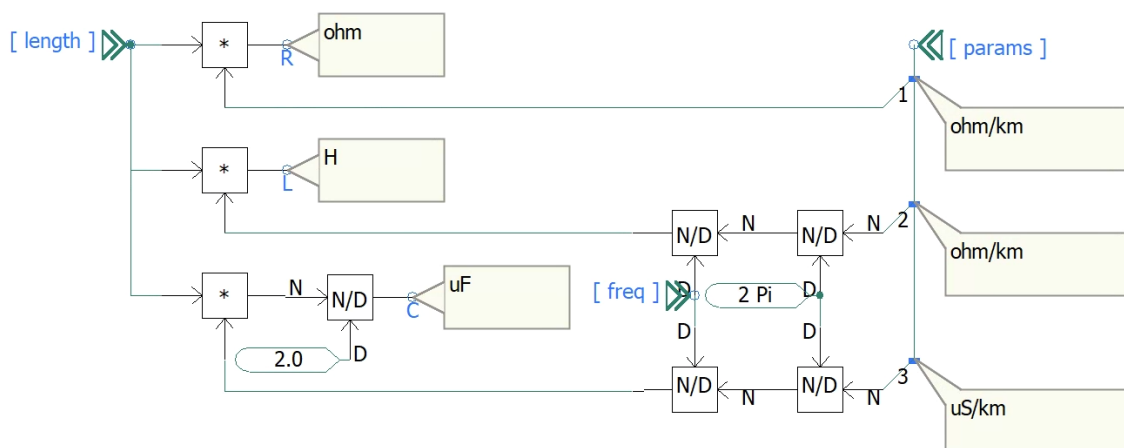 [ length ]
*
R
ohm
[ params ]
1
ohm/km
*
L
H
N/D
N
N/D
N
2
ohm/km
*
N
N/D
C
uF
[ freq ]
D
2 Pi
D
2.0
D
D
D
N/D
N
N/D
N
3
uS/km